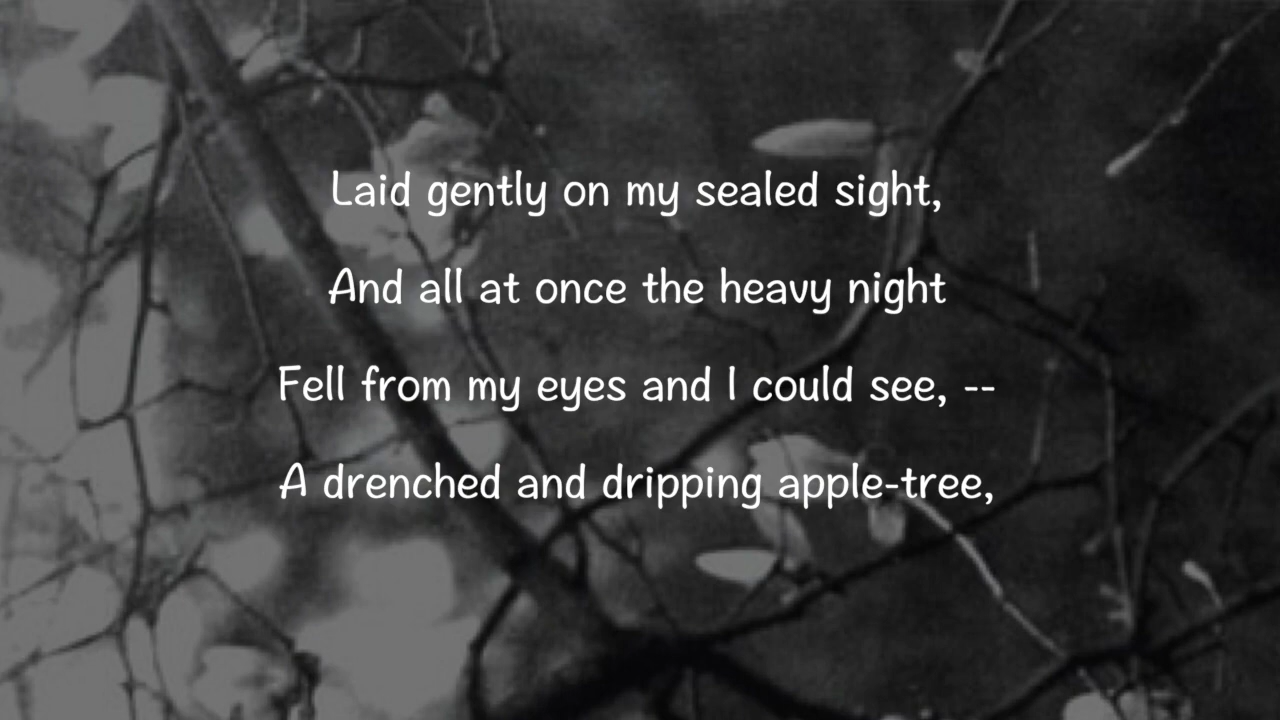 Laid gently on my sealed sight,
And all at once the heavy night
Fell from my eyes and I could see, --
A drenched and dripping apple-tree,